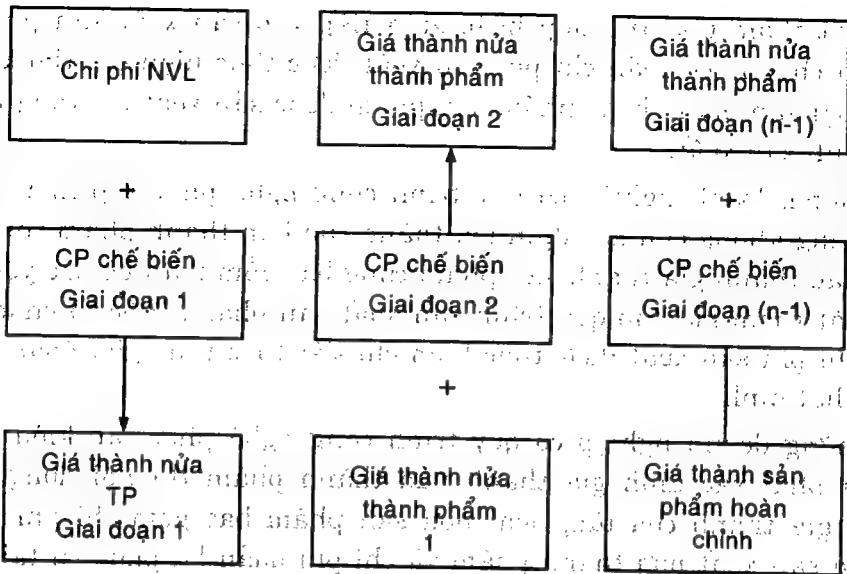 Chi phí NVL
+
CP chế biến
Giai đoạn 1
Giá thành nửa
TP
Giai đoạn 1
Giá thành nửa
thành phẩm
Giai đoạn 2
CP chế biến
Giai đoạn 2
+
Giá thành nửa
thành phẩm
1
Giá thành nửa
thành phẩm
Giai đoạn (n-1)
+
CP chế biến
Giai đoạn (n-1)
Giá thành sản
phẩm hoàn
chỉnh